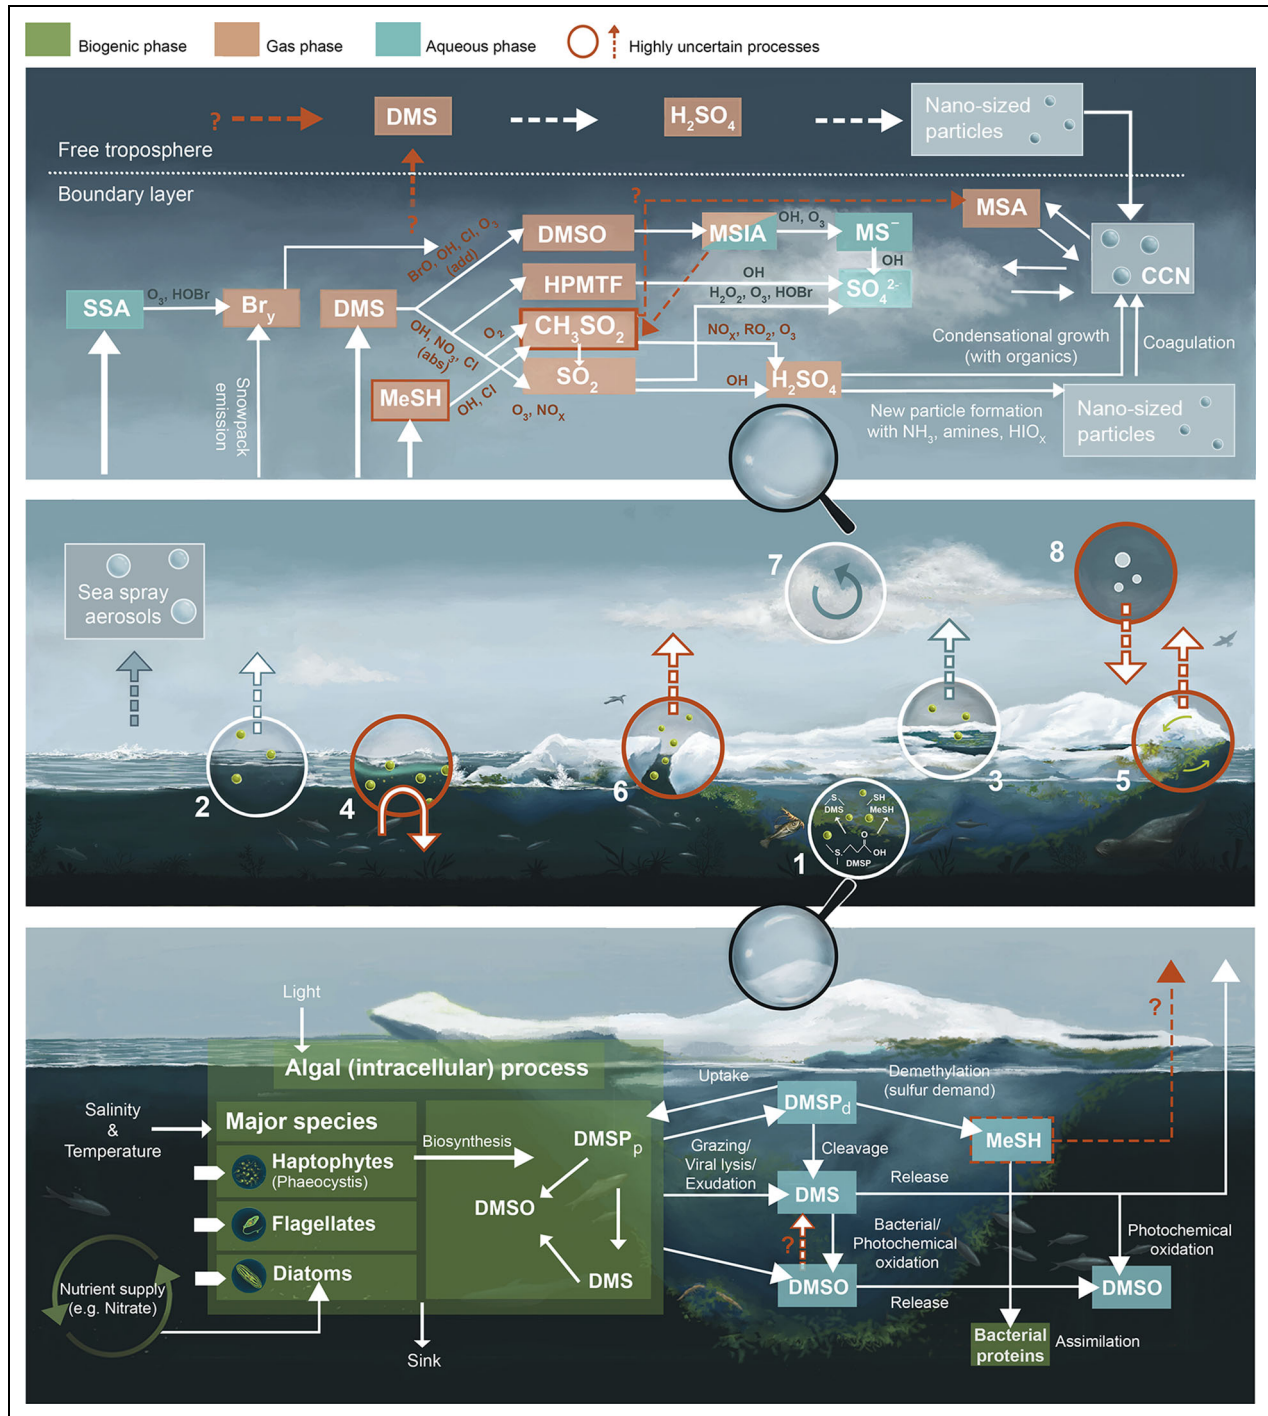 Biogenic phase
Gas phase
Aqueous phase
Highly uncertain processes
?
DMS
H2SO4
Nano-sized
particles
Free troposphere
Boundary layer
?
?
MSA
BrO, OH, Cl, O3
(add)
DMSO
MSIA
OH, O3
MS−
OH
CCN
SSA
O3, HOBr
Bry
DMS
HPMTF
OH
SO42-
H2O2, O3, HOBr
OH, NO3, Cl
(abs)
O2
CH3SO2
NOX, RO2, O3
Condensational growth
(with organics)
Coagulation
Snowpack
emission
MeSH
OH, Cl
SO2
O3, NOX
OH
H2SO4
New particle formation
with NH3, amines, HIOX
Nano-sized
particles
Sea spray
aerosols
7
8
2
4
6
3
5
1
S
DMS
SH
MeSH
S
O
OH
DMSP
Light
?
Algal (intracellular) process
Uptake
Demethylation
(sulfur demand)
Salinity
&
Temperature
Major species
Biosynthesis
DMSPp
DMSPd
MeSH
Haptophytes
(Phaeocystis)
Grazing/
Viral lysis/
Exudation
Cleavage
DMSO
DMS
Release
Flagellates
Bacterial/
Photochemical
oxidation
Photochemical
oxidation
?
Diatoms
DMS
DMSO
DMSO
Nutrient supply
(e.g. Nitrate)
Release
Sink
Bacterial
proteins
Assimilation